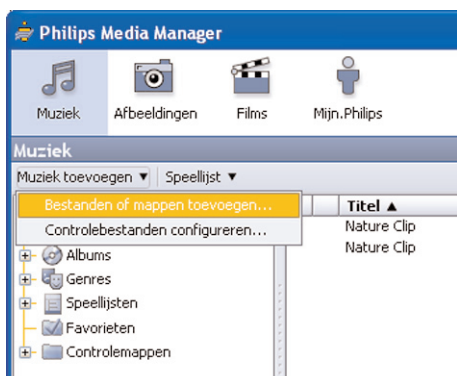 Philips Media Manager
Muziek Afbeeldingen Films Mijn.Philips
Muziek
Muziek toevoegen ▼ Speellijst ▼
Bestanden of mappen toevoegen... Titel ▲
Controlebestanden configureren... Nature Clip
Albums Nature Clip
Genres
Speellijsten
Favorieten
Controlemappen